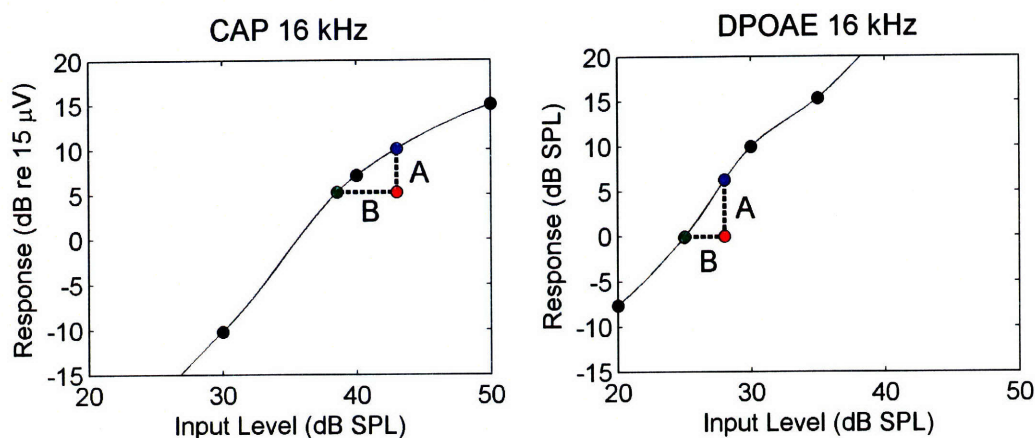 CAP 16 kHz
20
15
10
5
0
-5
-10
-15
20
30
40
50
Response (dB re 15 μV)
Input Level (dB SPL)
A
B
DPOAE 16 kHz
20
15
10
5
0
-5
-10
-15
20
30
40
50
Response (dB SPL)
Input Level (dB SPL)
A
B